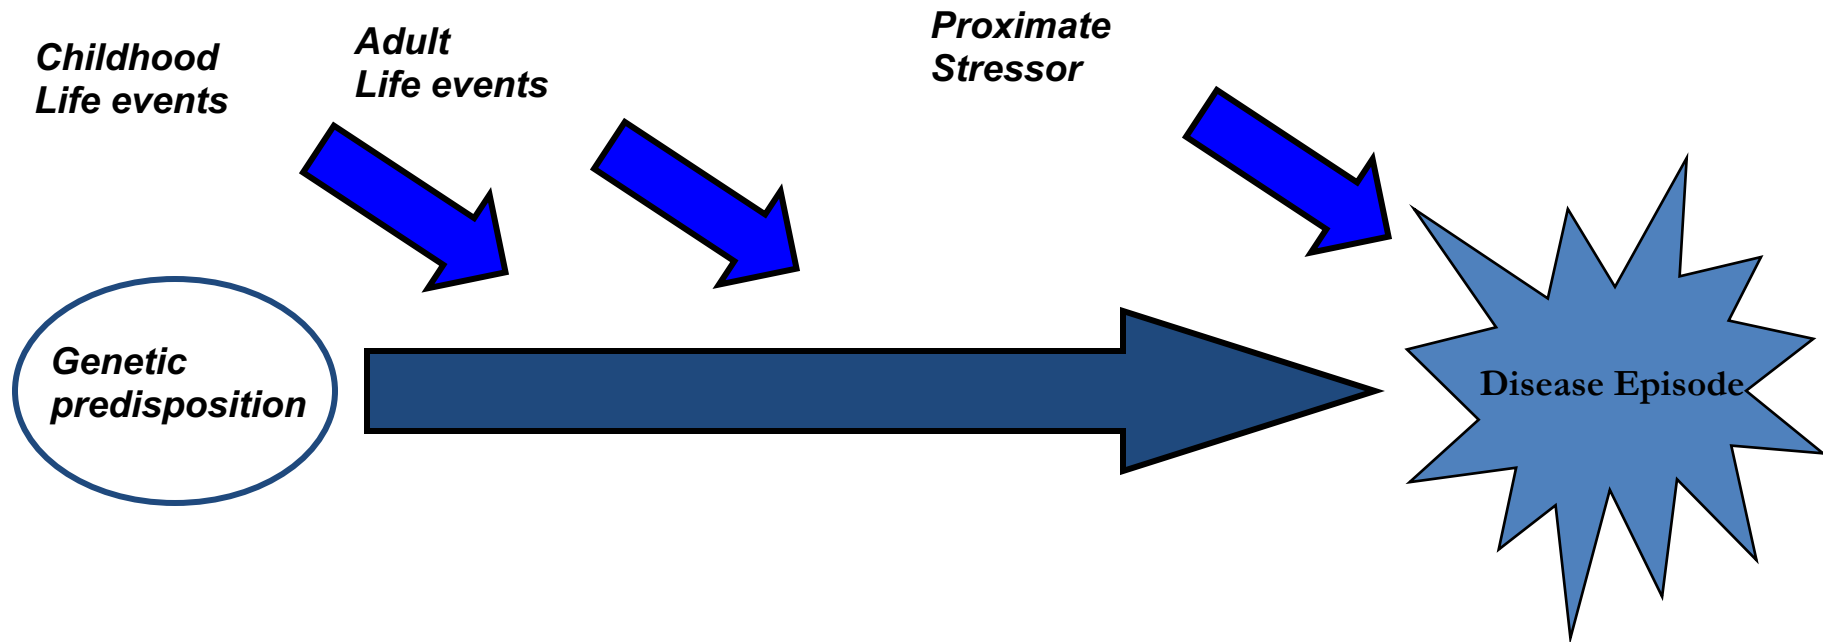 Childhood
Life events
Adult
Life events
Proximate
Stressor
Genetic
predisposition
Disease Episode